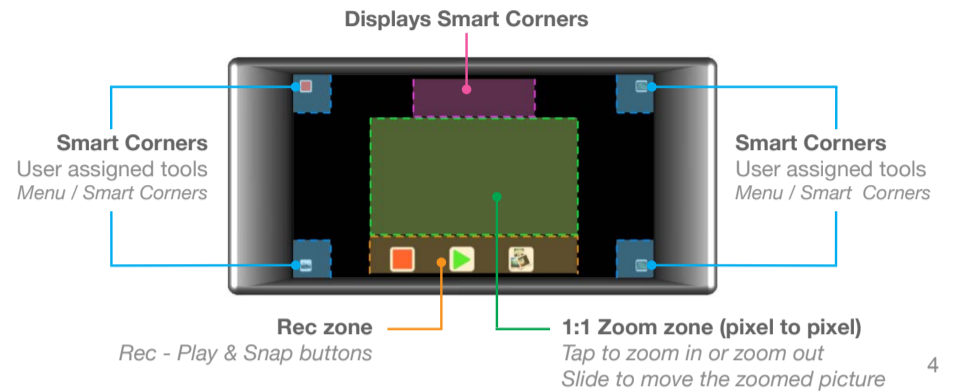 Displays Smart Corners
Smart Corners
User assigned tools
Menu / Smart Corners
Smart Corners
User assigned tools
Menu / Smart  Corners
Rec zone
Rec - Play & Snap buttons
1:1 Zoom zone (pixel to pixel)
Tap to zoom in or zoom out
Slide to move the zoomed picture
4